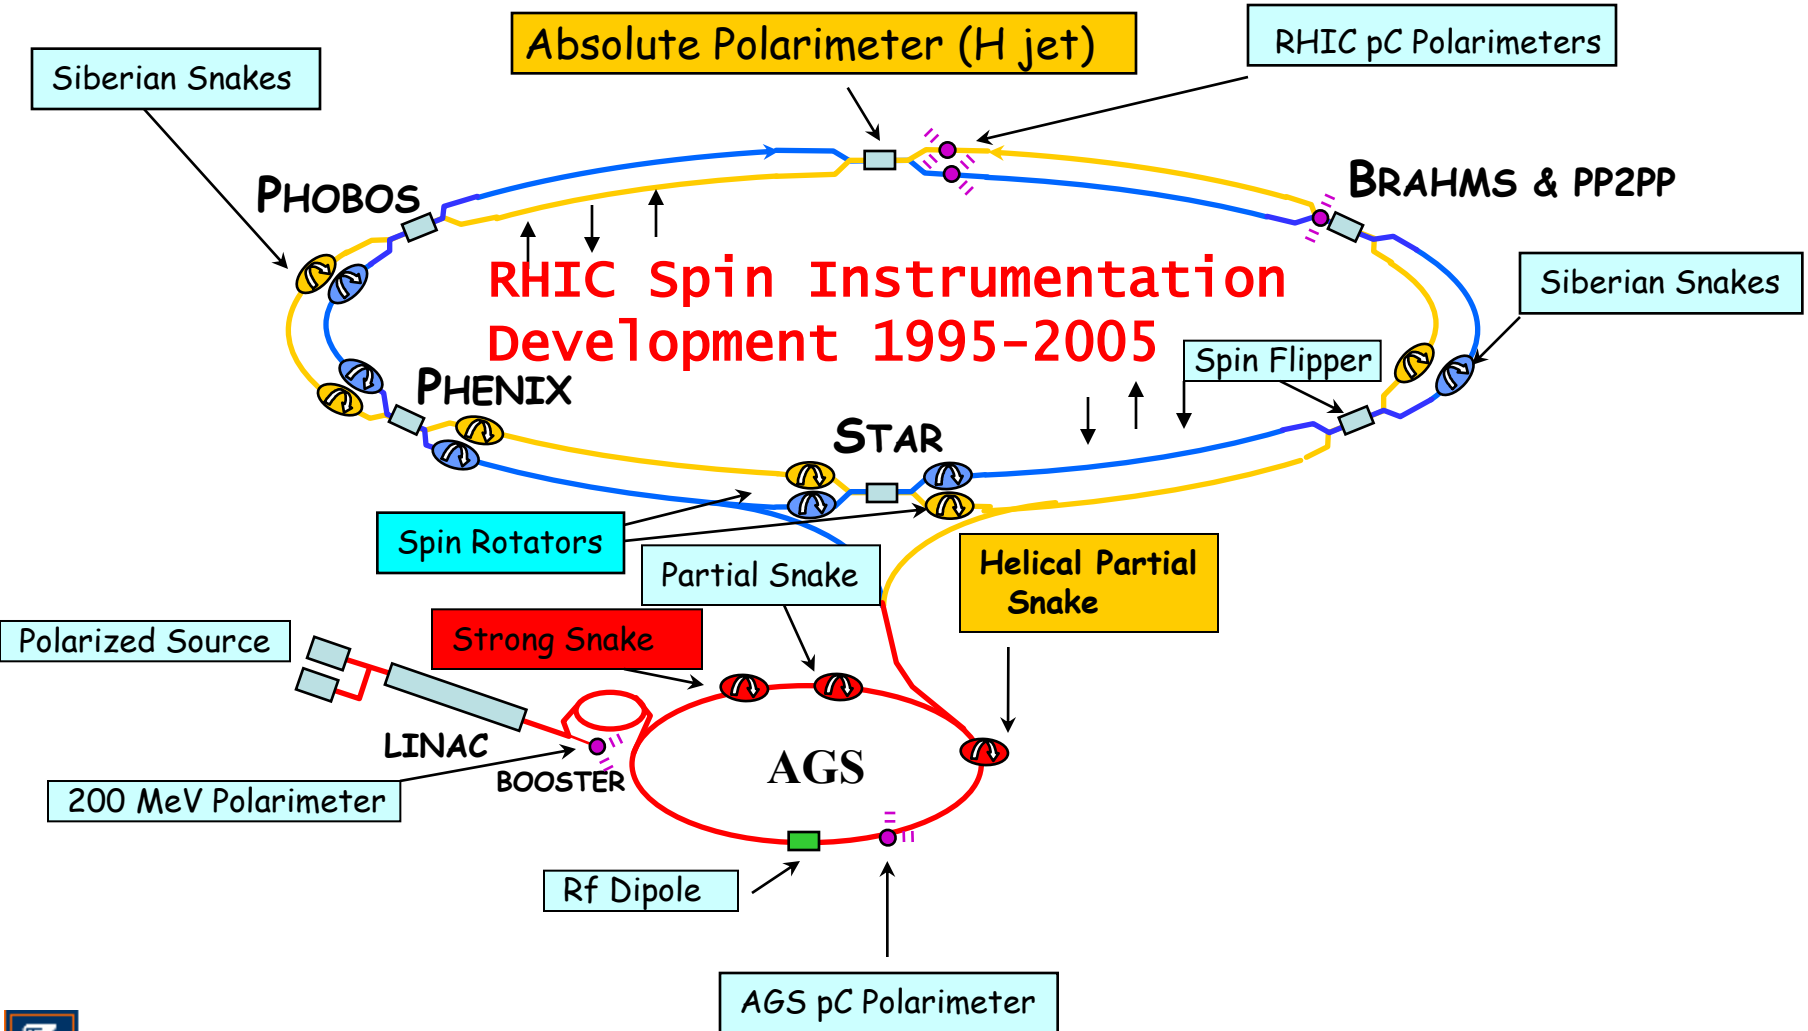 Absolute Polarimeter (H jet)
RHIC pC Polarimeters
Siberian Snakes
PHOBOS
BRAHMS & PP2PP
RHIC Spin Instrumentation
Development 1995-2005
Siberian Snakes
Spin Flipper
PHENIX
STAR
Spin Rotators
Partial Snake
Helical Partial
Snake
Polarized Source
Strong Snake
LINAC
BOOSTER
AGS
200 MeV Polarimeter
Rf Dipole
AGS pC Polarimeter